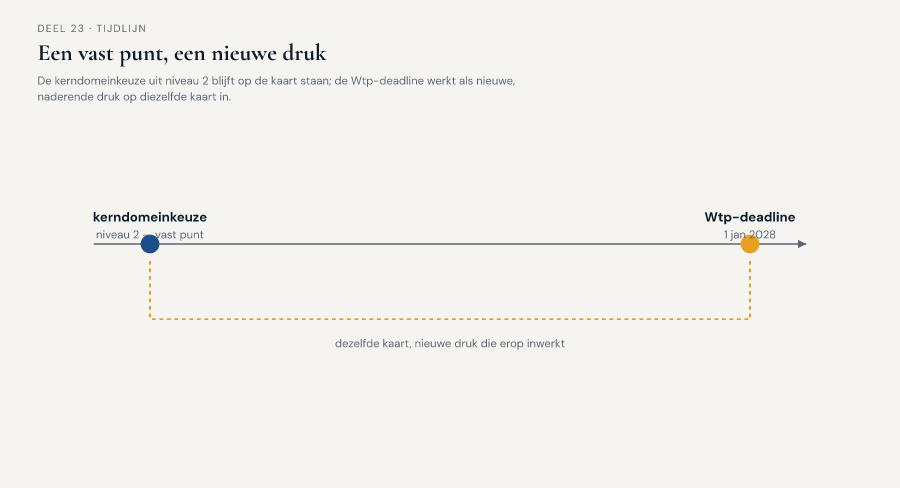 DEEL 23 · TIJDLIJN
Een vast punt, een nieuwe druk
De kerndomeinkeuze uit niveau 2 blijft op de kaart staan; de Wtp-deadline werkt als nieuwe,
naderende druk op diezelfde kaart in.
kerndomeinkeuze
niveau 2 — vast punt
Wtp-deadline
1 jan 2028
dezelfde kaart, nieuwe druk die erop inwerkt